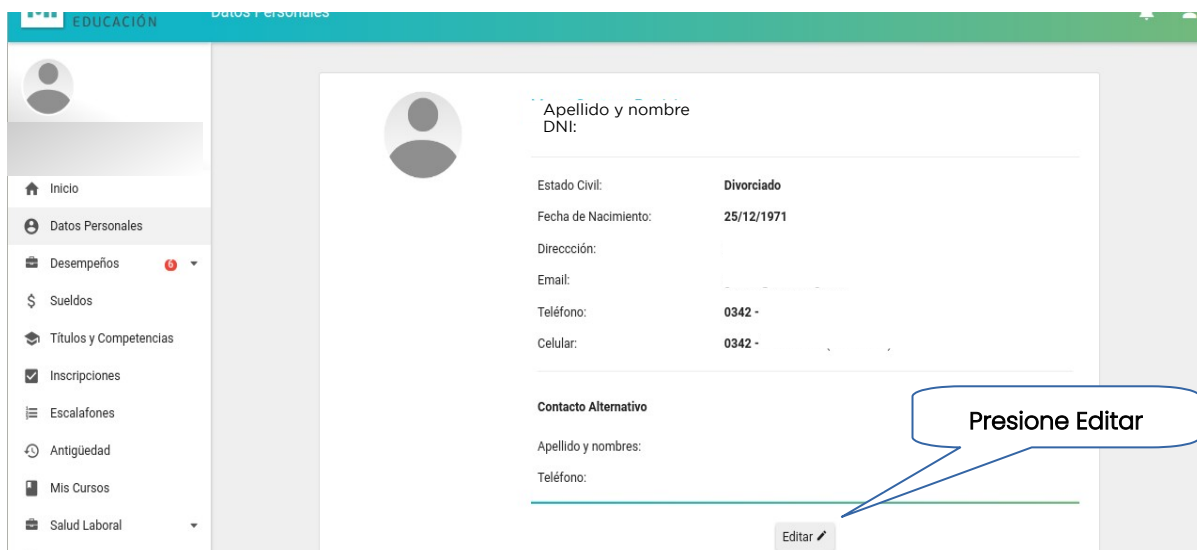 EDUCACIÓN
Datos Personales
Inicio
Datos Personales
Desempeños 6
Sueldos
Títulos y Competencias
Inscripciones
Escalafones
Antigüedad
Mis Cursos
Salud Laboral
Apellido y nombre
DNI:
Estado Civil: Divorciado
Fecha de Nacimiento: 25/12/1971
Direccción:
Email:
Teléfono: 0342 -
Celular: 0342 -
Contacto Alternativo
Apellido y nombres:
Teléfono:
Presione Editar
Editar